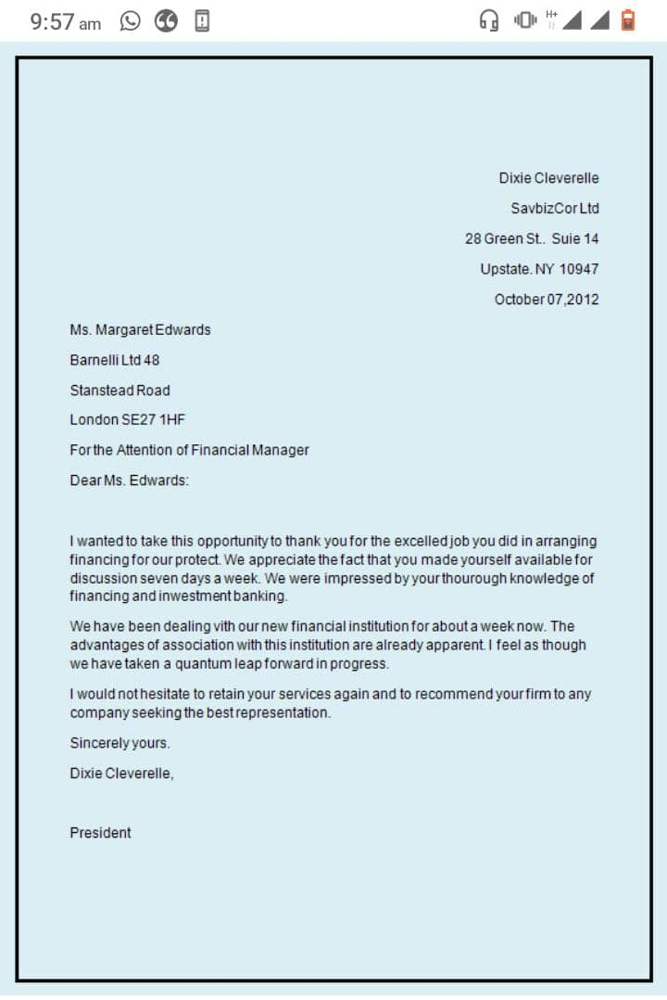 9:57 am
H+
Dixie Cleverelle
SavbizCor Ltd
28 Green St.. Suie 14
Upstate. NY 10947
October 07,2012
Ms. Margaret Edwards
Barnelli Ltd 48
Stanstead Road
London SE27 1HF
For the Attention of Financial Manager
Dear Ms. Edwards:
I wanted to take this opportunity to thank you for the excelled job you did in arranging
financing for our protect. We appreciate the fact that you made yourself available for
discussion seven days a week. We were impressed by your thourough knowledge of
financing and inwestment banking.
We have been dealing vith our new financial institution for about a week now. The
advantages of association with this institution are already apparent. I feel as though
we have taken a quantum leap forward in progress.
I would not hesitate to retain your services again and to recommend your firm to any
company seeking the best representation.
Sincerely yours.
Dixie Cleverelle,
President